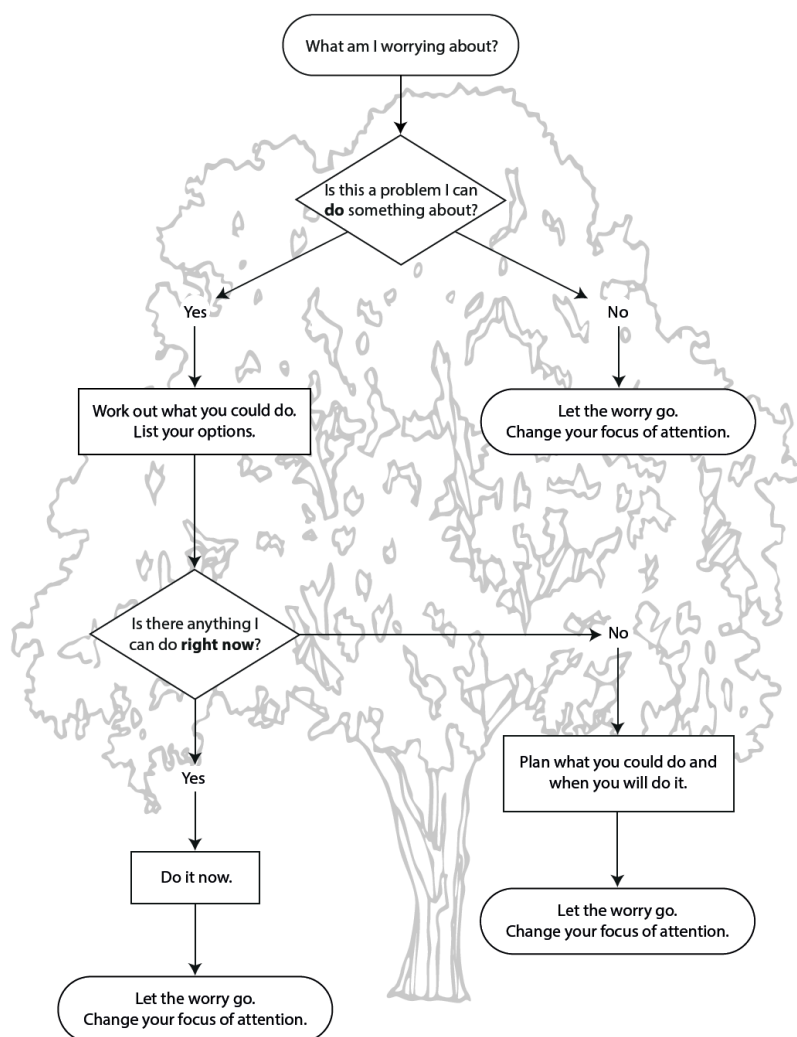 What am I worrying about?
Is this a problem I can
do something about?
Yes
No
Work out what you could do.
List your options.
Let the worry go.
Change your focus of attention.
Is there anything I
can do right now?
No
Yes
Plan what you could do and
when you will do it.
Do it now.
Let the worry go.
Change your focus of attention.
Let the worry go.
Change your focus of attention.